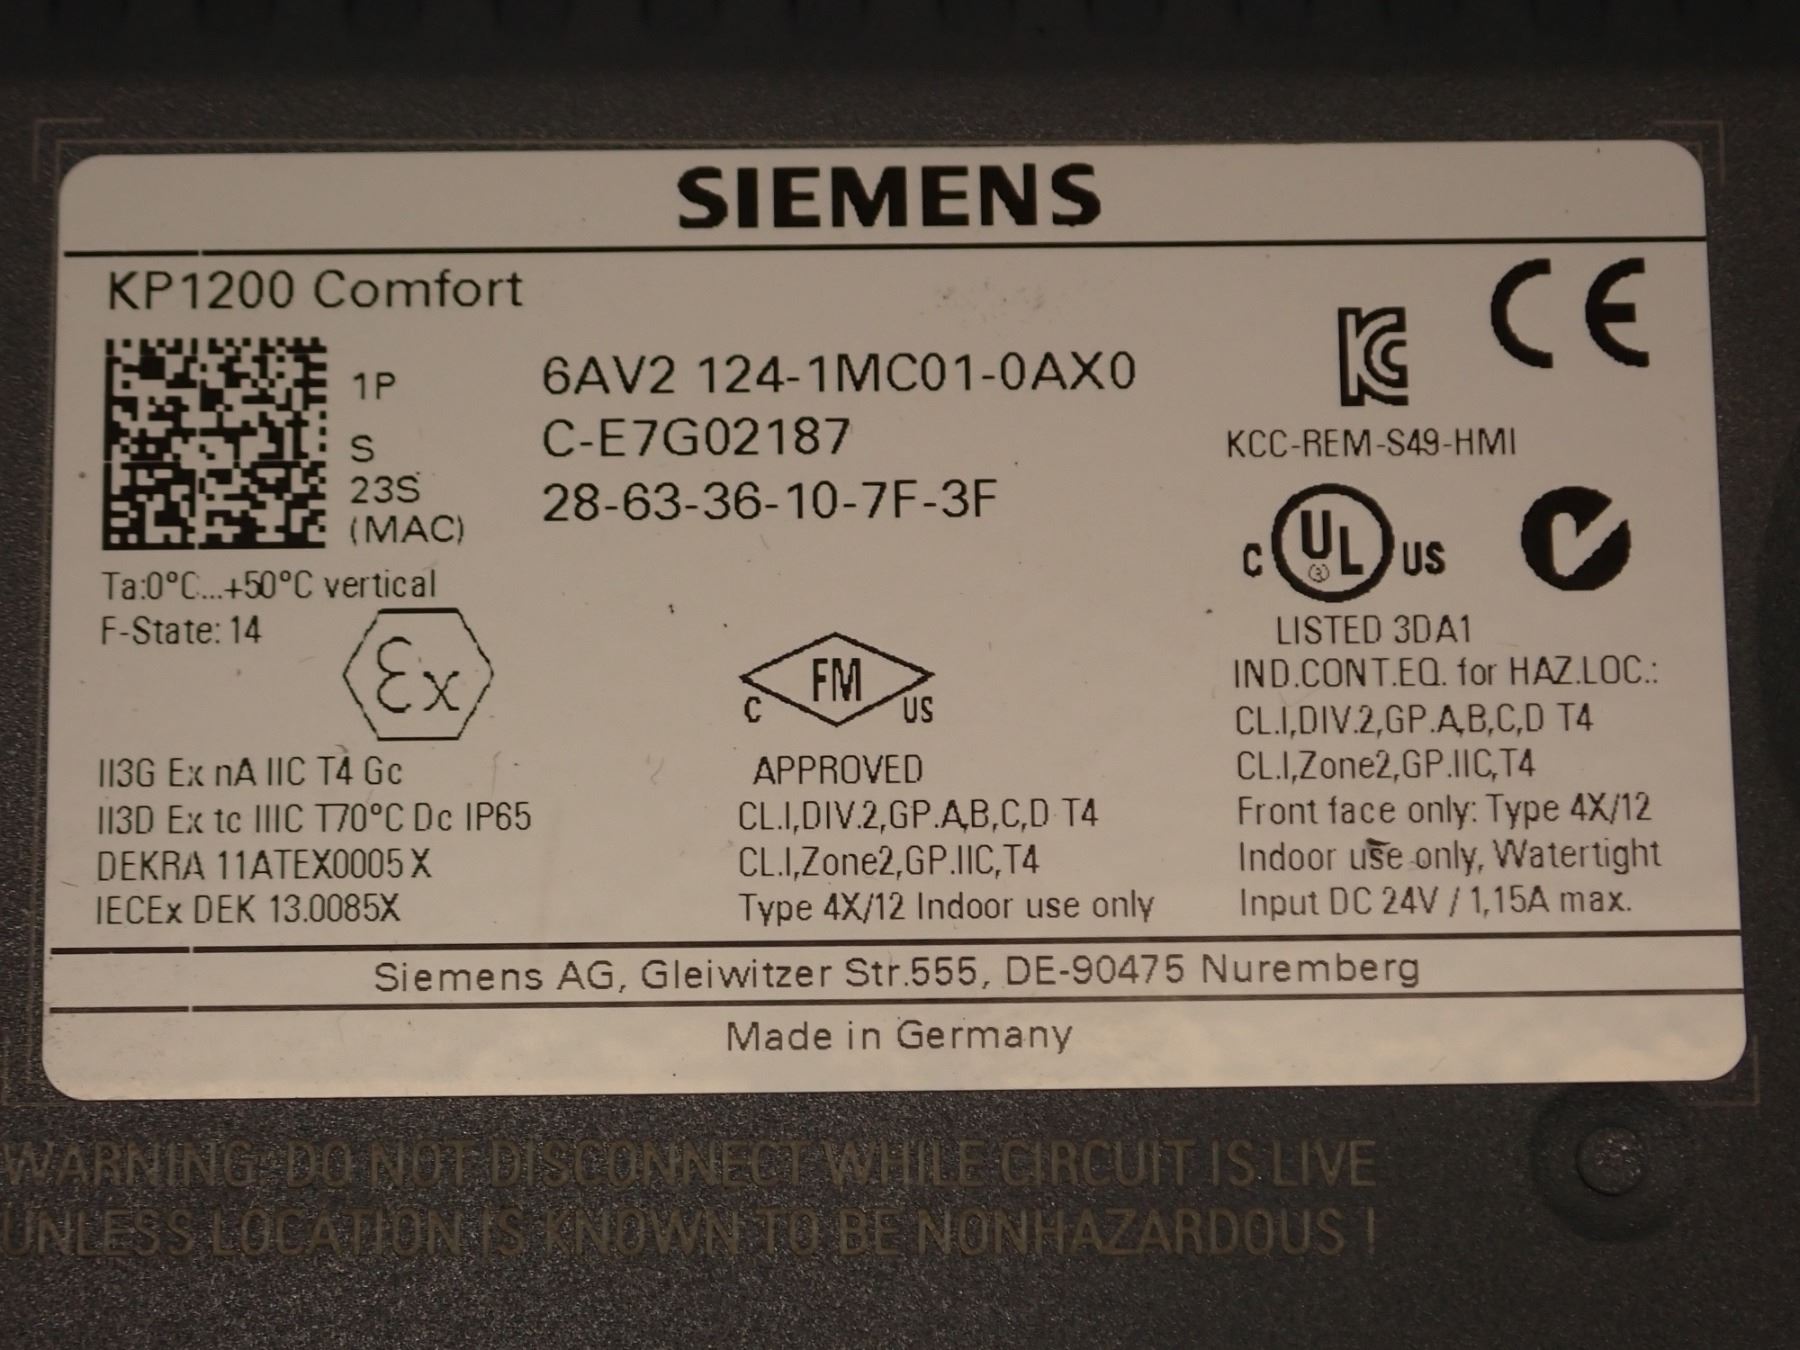 SIEMENS
KP1200 Comfort
1P 6AV2 124-1MC01-0AX0
S C-E7G02187
23S
(MAC) 28-63-36-10-7F-3F
Ta:0°C...+50°C vertical
F-State: 14
Ex
II3G Ex nA IIC T4 Gc
II3D Ex tc IIIC T70°C Dc IP65
DEKRA 11ATEX0005 X
IECEx DEK 13.0085X
C FM US
APPROVED
CL.I,DIV.2,GP.A,B,C,D T4
CL.I,Zone2,GP.IIC,T4
Type 4X/12 Indoor use only
CE
KCC-REM-S49-HMI
C UL US
LISTED 3DA1
IND.CONT.EQ. for HAZ.LOC.:
CL.I,DIV.2,GP.A,B,C,D T4
CL.I,Zone2,GP.IIC,T4
Front face only: Type 4X/12
Indoor use only, Watertight
Input DC 24V / 1,15A max.
Siemens AG, Gleiwitzer Str.555, DE-90475 Nuremberg
Made in Germany
WARNING: DO NOT DISCONNECT WHILE CIRCUIT IS LIVE
UNLESS LOCATION IS KNOWN TO BE NONHAZARDOUS !